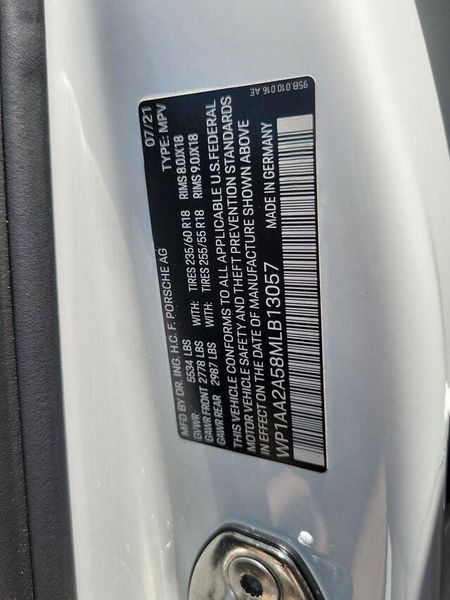 95B.010.016.AE
MFD BY DR. ING. H.C. F. PORSCHE AG 07/21
GVWR 5534 LBS TYPE: MPV
GAWR FRONT 2778 LBS WITH: TIRES 235/60 R18 RIMS 8.0JX18
GAWR REAR 2987 LBS WITH: TIRES 255/55 R18 RIMS 9.0JX18
THIS VEHICLE CONFORMS TO ALL APPLICABLE U.S.FEDERAL
MOTOR VEHICLE SAFETY AND THEFT PREVENTION STANDARDS
IN EFFECT ON THE DATE OF MANUFACTURE SHOWN ABOVE
WP1AA2A58MLB13057 MADE IN GERMANY